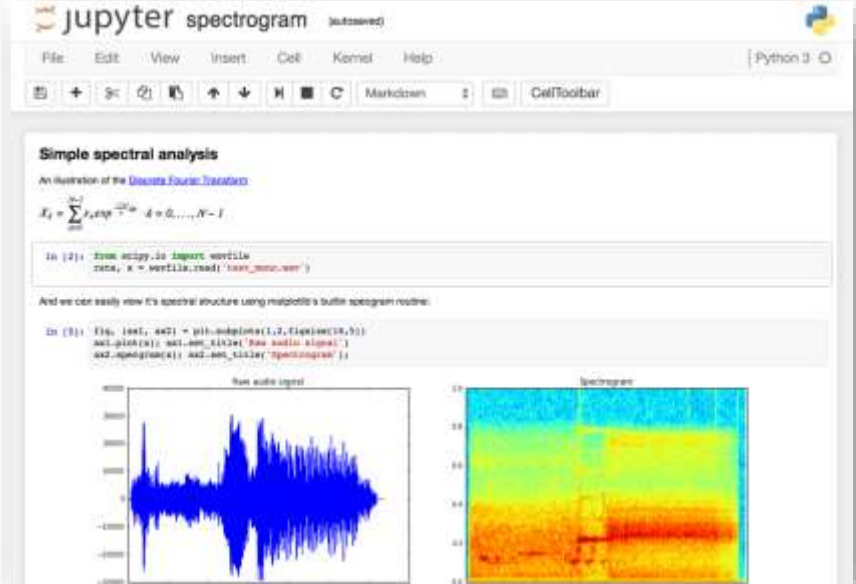 jupyter spectrogram (autosaved)
File Edit View Insert Cell Kernel Help Python 3
Markdown CellToolbar
Simple spectral analysis
An illustration of the Discrete Fourier Transform
k = 0, ..., N - 1
In [2]: from scipy.io import wavfile
rate, x = wavfile.read('test_mono.wav')
And we can easily view it's spectral structure using matplotlib's builtin specgram routine:
In [5]: fig, (ax1, ax2) = plt.subplots(1,2,figsize(16,5))
ax1.plot(x); ax1.set_title('Raw audio signal')
ax2.specgram(x); ax2.set_title('Spectrogram');
Raw audio signal Spectrogram